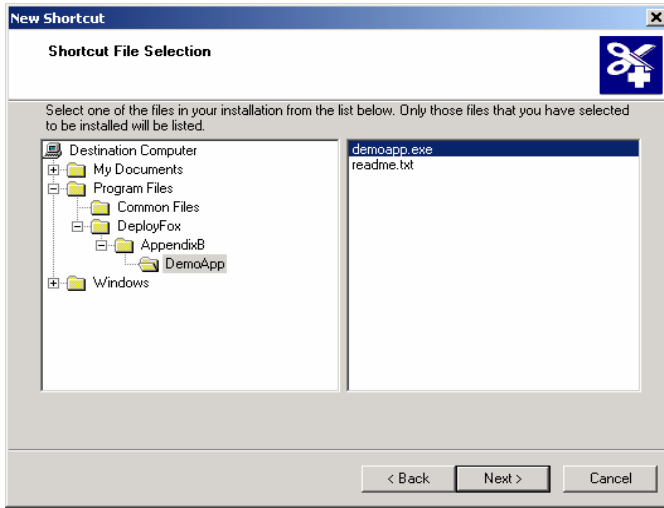 New Shortcut
Shortcut File Selection
Select one of the files in your installation from the list below. Only those files that you have selected
to be installed will be listed.
Destination Computer
My Documents
Program Files
Common Files
DeployFox
AppendixB
DemoApp
Windows
demoapp.exe
readme.txt
< Back
Next >
Cancel